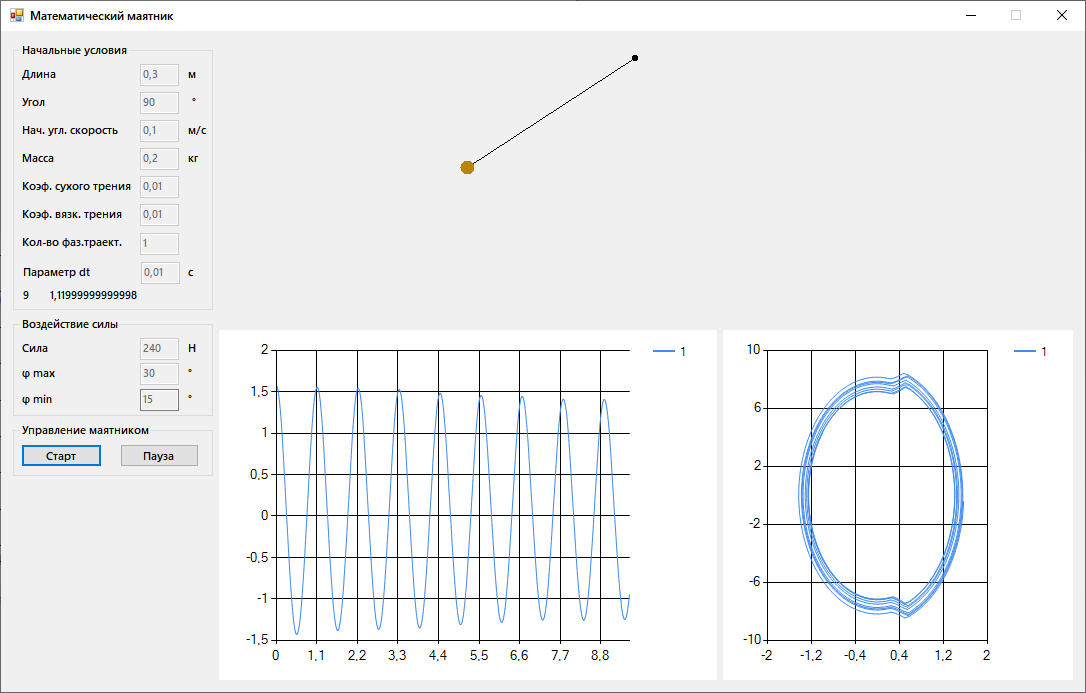 Математический маятник
Начальные условия
Длина 0,3 м
Угол 90 °
Нач. угл. скорость 0,1 м/с
Масса 0,2 кг
Коэф. сухого трения 0,01
Коэф. вязк. трения 0,01
Кол-во фаз.траект. 1
Параметр dt 0,01 с
9 1,11999999999998
Воздействие силы
Сила 240 Н
φ max 30 °
φ min 15 °
Управление маятником
Старт Пауза
2
1,5
1
0,5
0
-0,5
-1
-1,5
0 1,1 2,2 3,3 4,4 5,5 6,6 7,7 8,8
1
10
6
2
-2
-6
-10
-2 -1,2 -0,4 0,4 1,2 2
1